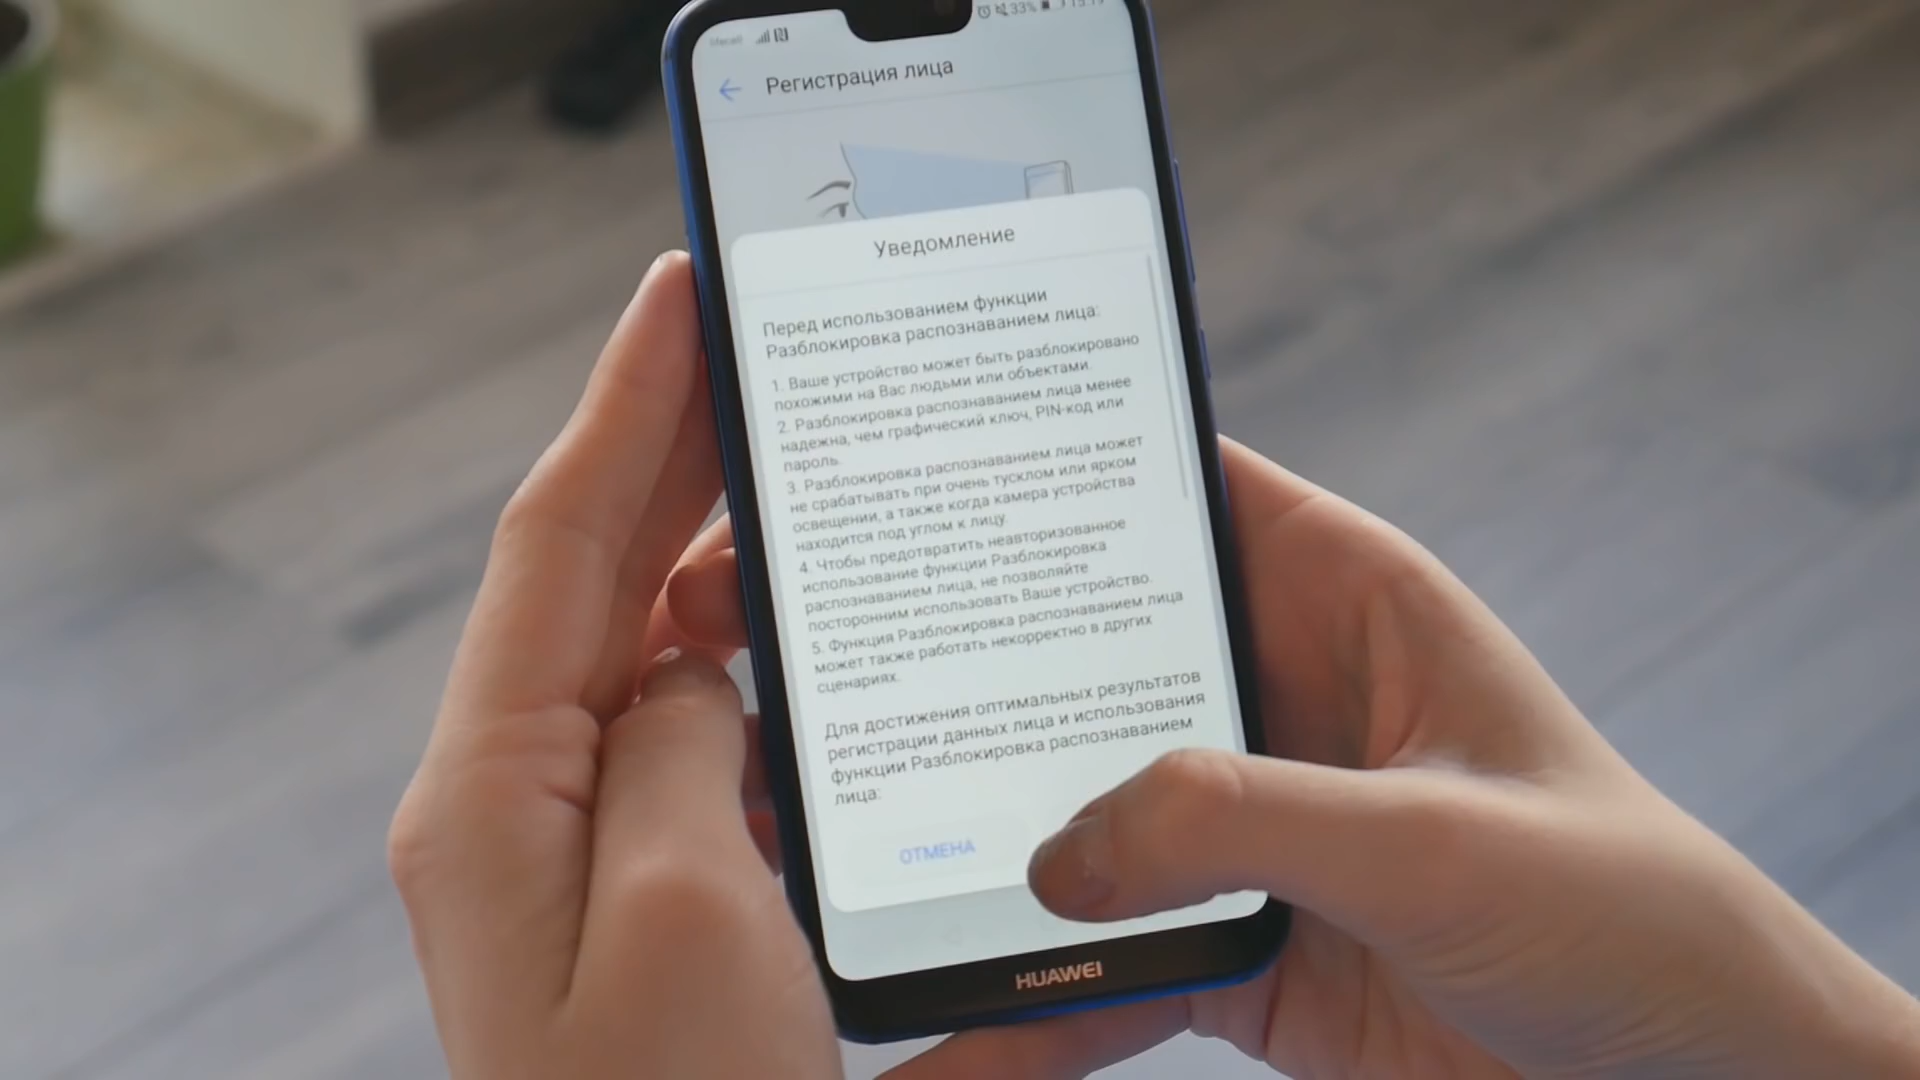 33%
Регистрация лица
Уведомление
Перед использованием функции
Разблокировка распознаванием лица:
1. Ваше устройство может быть разблокировано
похожими на Вас людьми или объектами.
2. Разблокировка распознаванием лица менее
надежна, чем графический ключ, PIN-код или
пароль.
3. Разблокировка распознаванием лица может
не срабатывать при очень тусклом или ярком
освещении, а также когда камера устройства
находится под углом к лицу.
4. Чтобы предотвратить неавторизованное
использование функции Разблокировка
распознаванием лица, не позволяйте
посторонним использовать Ваше устройство.
5. Функция Разблокировка распознаванием лица
может также работать некорректно в других
сценариях.
Для достижения оптимальных результатов
регистрации данных лица и использования
функции Разблокировка распознаванием
лица:
ОТМЕНА
HUAWEI